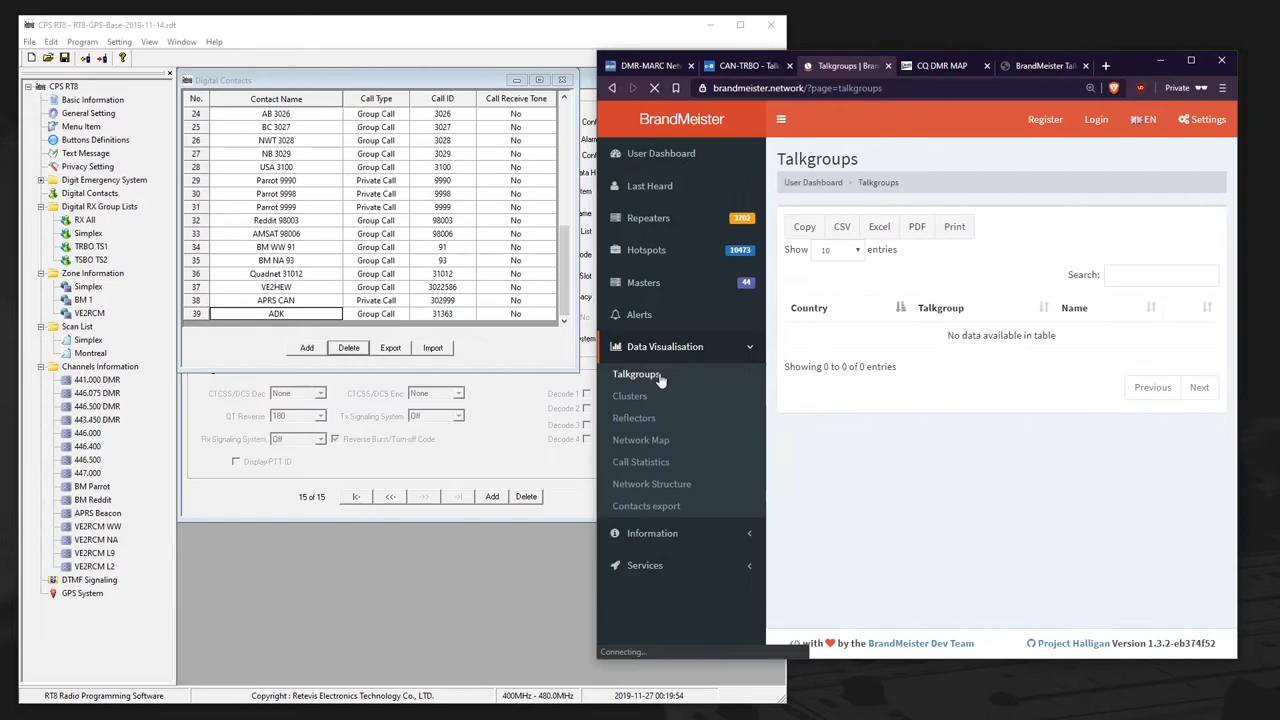 CPS RT8 - RT8-GPS-Base-2019-11-14.rdt
File Edit Program Setting View Window Help
CPS RT8
Basic Information
General Setting
Menu Item
Buttons Definitions
Text Message
Privacy Setting
Digit Emergency System
Digital Contacts
Digital RX Group Lists
RX All
Simplex
TRBO TS1
TRBO TS2
Zone Information
Simplex
BM 1
VE2RCM
Scan List
Simplex
Montreal
Channels Information
441.000 DMR
446.075 DMR
446.500 DMR
443.450 DMR
446.000
446.400
446.500
447.000
BM Parrot
BM Reddit
APRS Beacon
VE2RCM WW
VE2RCM NA
VE2RCM L9
VE2RCM L2
DTMF Signaling
GPS System
Digital Contacts
No. Contact Name Call Type Call ID Call Receive Tone
24 AB 3026 Group Call 3026 No
25 BC 3027 Group Call 3027 No
26 NWT 3028 Group Call 3028 No
27 NB 3029 Group Call 3029 No
28 USA 3100 Group Call 3100 No
29 Parrot 9990 Private Call 9990 No
30 Parrot 9998 Private Call 9998 No
31 Parrot 9999 Private Call 9999 No
32 Reddit 98003 Group Call 98003 No
33 AMSAT 98006 Group Call 98006 No
34 BM WW 91 Group Call 91 No
35 BM NA 93 Group Call 93 No
36 Quadnet 31012 Group Call 31012 No
37 VE2HEW Group Call 3022586 No
38 APRS CAN Private Call 302999 No
39 ADK Group Call 31363 No
Add Delete Export Import
CTCSS/DCS Dec None CTCSS/DCS Enc None Decode 1
QT Reverse 180 Tx Signaling System Off Decode 2
Rx Signaling System Off Reverse Burst/Turn-off Code Decode 3
Decode 4
Display PTT ID
15 of 15 |<- <<- Add Delete
RT8 Radio Programming Software Copyright : Retevis Electronics Technology Co., LTD. 400MHz - 480.0MHz 2019-11-27 00:19:54
DMR-MARC Net CAN-TRBO - Talk Talkgroups | Bran CQ DMR MAP BrandMeister Tal
brandmeister.network/?page=talkgroups Private
BrandMeister
Register Login EN Settings
User Dashboard
Last Heard
Repeaters 3702
Hotspots 10473
Masters 44
Alerts
Data Visualisation
Talkgroups
Clusters
Reflectors
Network Map
Call Statistics
Network Structure
Contacts export
Information
Services
Connecting...
Talkgroups
User Dashboard > Talkgroups
Copy CSV Excel PDF Print
Show 10 entries
Search:
Country Talkgroup Name
No data available in table
Showing 0 to 0 of 0 entries
Previous Next
with by the BrandMeister Dev Team
Project Halligan Version 1.3.2-eb374f52